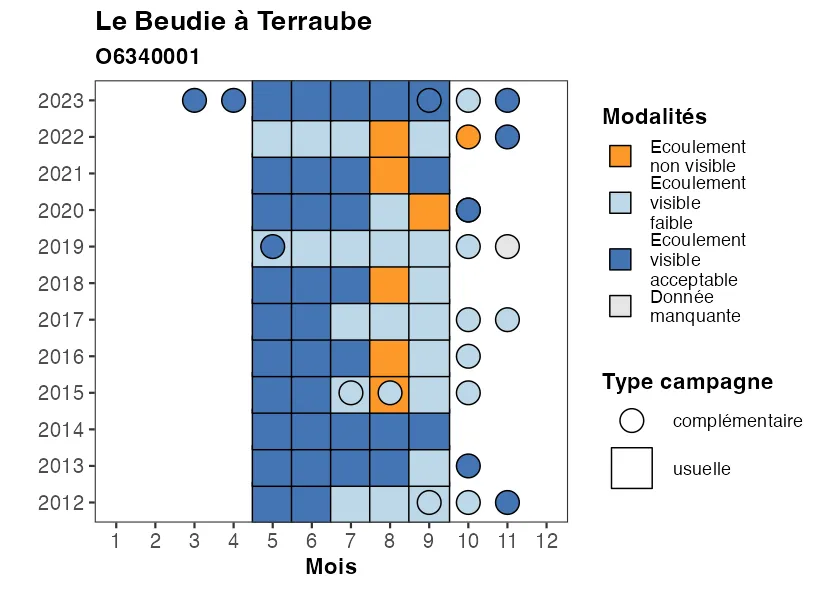 Le Beudie à Terraube
O6340001
2023
2022
2021
2020
2019
2018
2017
2016
2015
2014
2013
2012
1 2 3 4 5 6 7 8 9 10 11 12
Mois
Modalités
Ecoulement
non visible
Ecoulement
visible
faible
Ecoulement
visible
acceptable
Donnée
manquante
Type campagne
complémentaire
usuelle